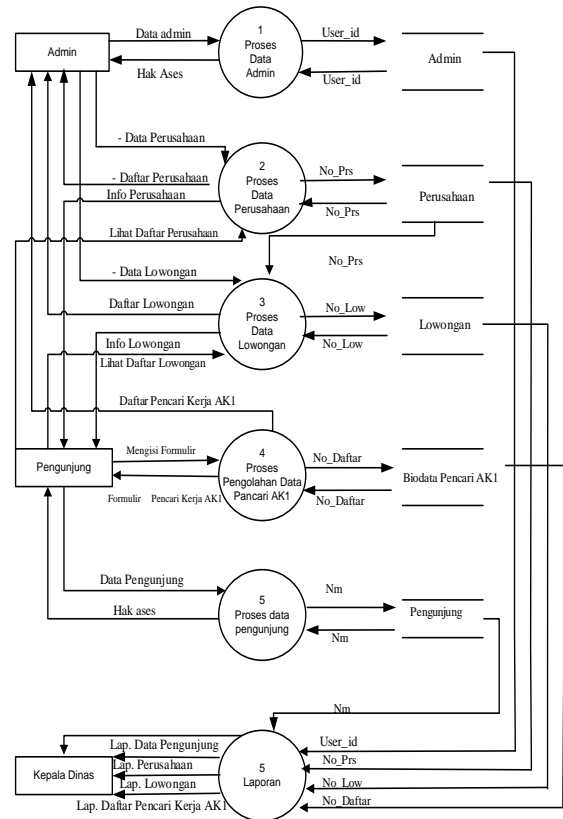 Admin
Data admin
Hak Ases
1
Proses
Data
Admin
User_id
User_id
Admin
- Data Perusahaan
- Daftar Perusahaan
Info Perusahaan
Lihat Daftar Perusahaan
2
Proses
Data
Perusahaan
No_Prs
No_Prs
Perusahaan
No_Prs
- Data Lowongan
Daftar Lowongan
Info Lowongan
Lihat Daftar Lowongan
3
Proses
Data
Lowongan
No_Low
No_Low
Lowongan
Daftar Pencari Kerja AK1
Pengunjung
Mengisi Formulir
Formulir Pencari Kerja AK1
4
Proses
Pengolahan Data
Pancari AK1
No_Daftar
No_Daftar
Biodata Pencari AK1
Data Pengunjung
Hak ases
5
Proses data
pengunjung
Nm
Nm
Pengunjung
Nm
Kepala Dinas
Lap. Data Pengunjung
Lap. Perusahaan
Lap. Lowongan
Lap. Daftar Pencari Kerja AK1
5
Laporan
User_id
No_Prs
No_Low
No_Daftar